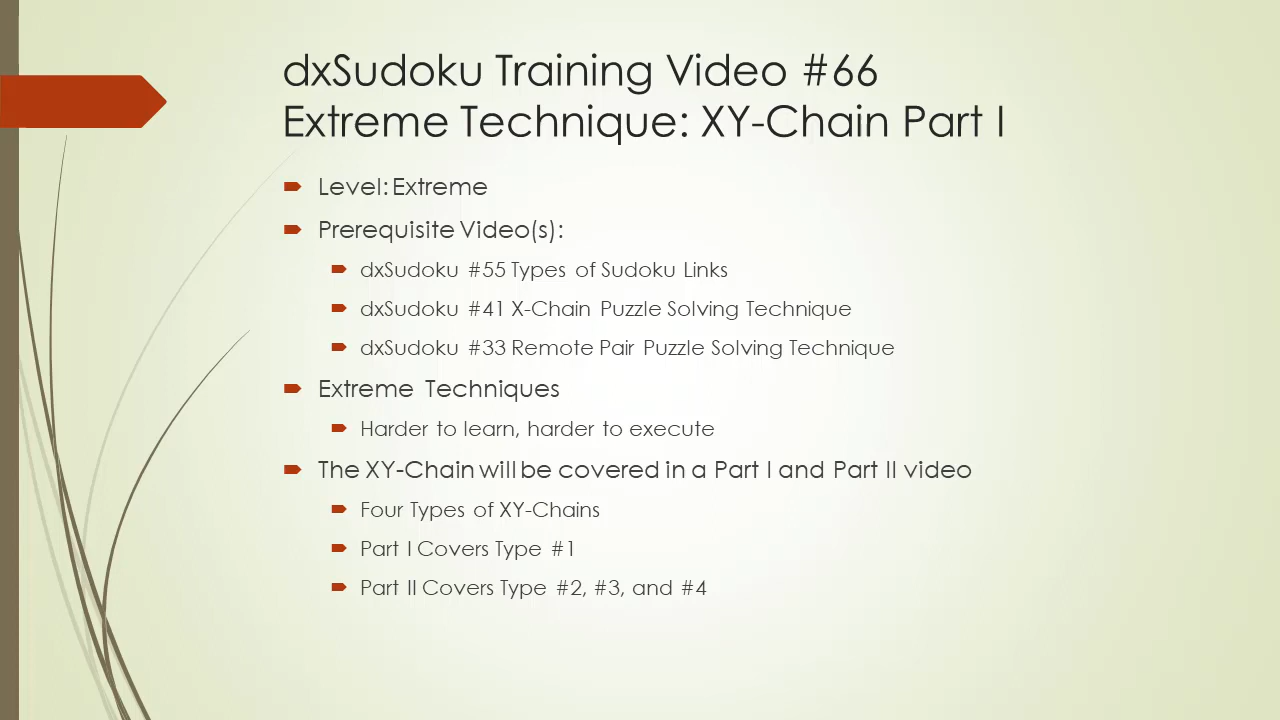 dxSudoku Training Video #66
Extreme Technique: XY-Chain Part I
Level: Extreme
Prerequisite Video(s):
dxSudoku #55 Types of Sudoku Links
dxSudoku #41 X-Chain Puzzle Solving Technique
dxSudoku #33 Remote Pair Puzzle Solving Technique
Extreme Techniques
Harder to learn, harder to execute
The XY-Chain will be covered in a Part I and Part II video
Four Types of XY-Chains
Part I Covers Type #1
Part II Covers Type #2, #3, and #4